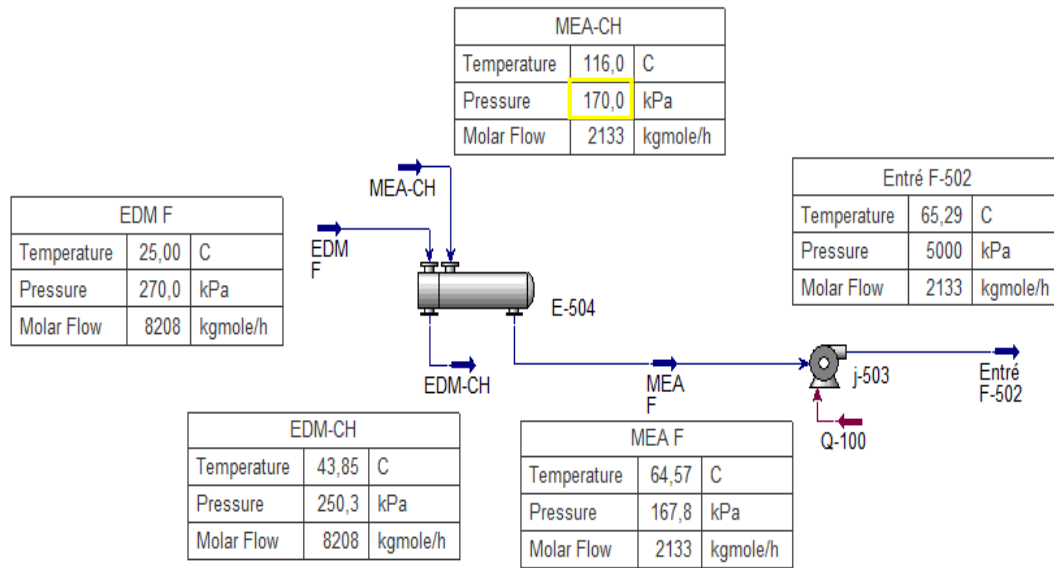 MEA-CH
Temperature 116,0 C
Pressure 170,0 kPa
Molar Flow 2133 kgmole/h
MEA-CH
Entré F-502
Temperature 65,29 C
Pressure 5000 kPa
Molar Flow 2133 kgmole/h
EDM F
Temperature 25,00 C
Pressure 270,0 kPa
Molar Flow 8208 kgmole/h
EDM
F
E-504
EDM-CH
MEA
F
j-503
Entré
F-502
Q-100
EDM-CH
Temperature 43,85 C
Pressure 250,3 kPa
Molar Flow 8208 kgmole/h
MEA F
Temperature 64,57 C
Pressure 167,8 kPa
Molar Flow 2133 kgmole/h